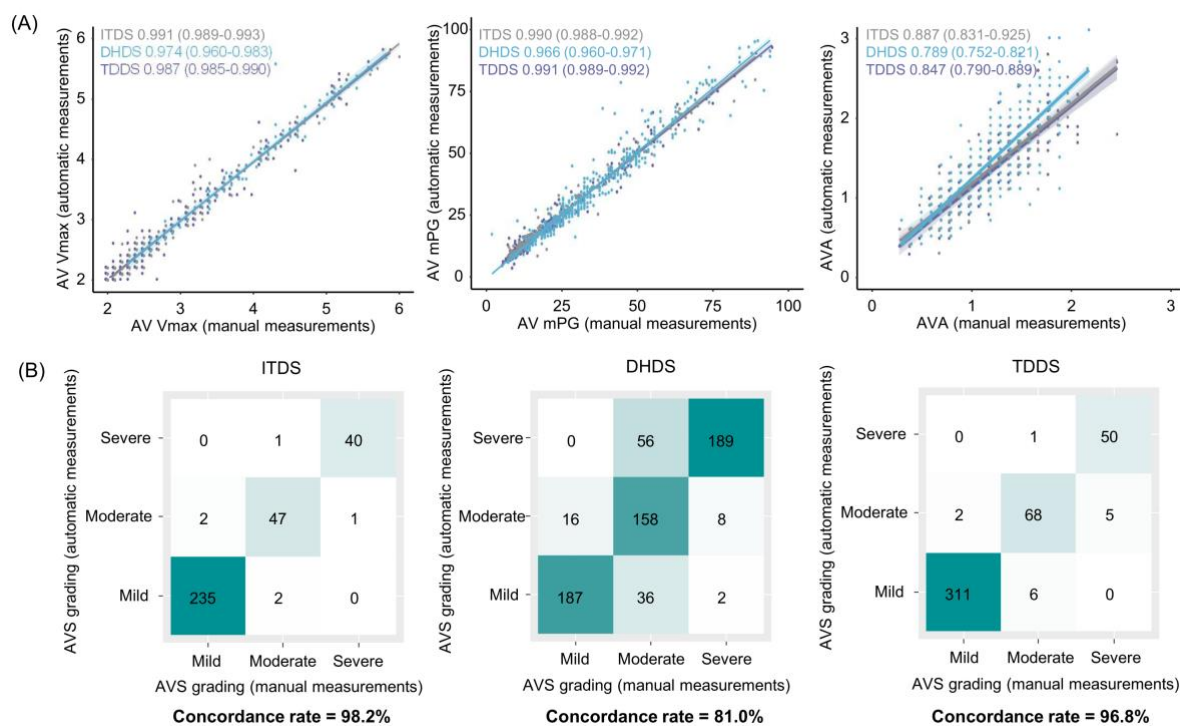 (A)
ITDS 0.991 (0.989-0.993)
DHDS 0.974 (0.960-0.983)
TDDS 0.987 (0.985-0.990)
6
5
4
3
2
AV Vmax (automatic measurements)
2 3 4 5 6
AV Vmax (manual measurements)
ITDS 0.990 (0.988-0.992)
DHDS 0.966 (0.960-0.971)
TDDS 0.991 (0.989-0.992)
100
75
50
25
0
AV mPG (automatic measurements)
0 25 50 75 100
AV mPG (manual measurements)
ITDS 0.887 (0.831-0.925)
DHDS 0.789 (0.752-0.821)
TDDS 0.847 (0.790-0.889)
3
2
1
0
AVA (automatic measurements)
0 1 2 3
AVA (manual measurements)
(B)
ITDS
AVS grading (automatic measurements)
Severe 0 1 40
Moderate 2 47 1
Mild 235 2 0
Mild Moderate Severe
AVS grading (manual measurements)
Concordance rate = 98.2%
DHDS
AVS grading (automatic measurements)
Severe 0 56 189
Moderate 16 158 8
Mild 187 36 2
Mild Moderate Severe
AVS grading (manual measurements)
Concordance rate = 81.0%
TDDS
AVS grading (automatic measurements)
Severe 0 1 50
Moderate 2 68 5
Mild 311 6 0
Mild Moderate Severe
AVS grading (manual measurements)
Concordance rate = 96.8%